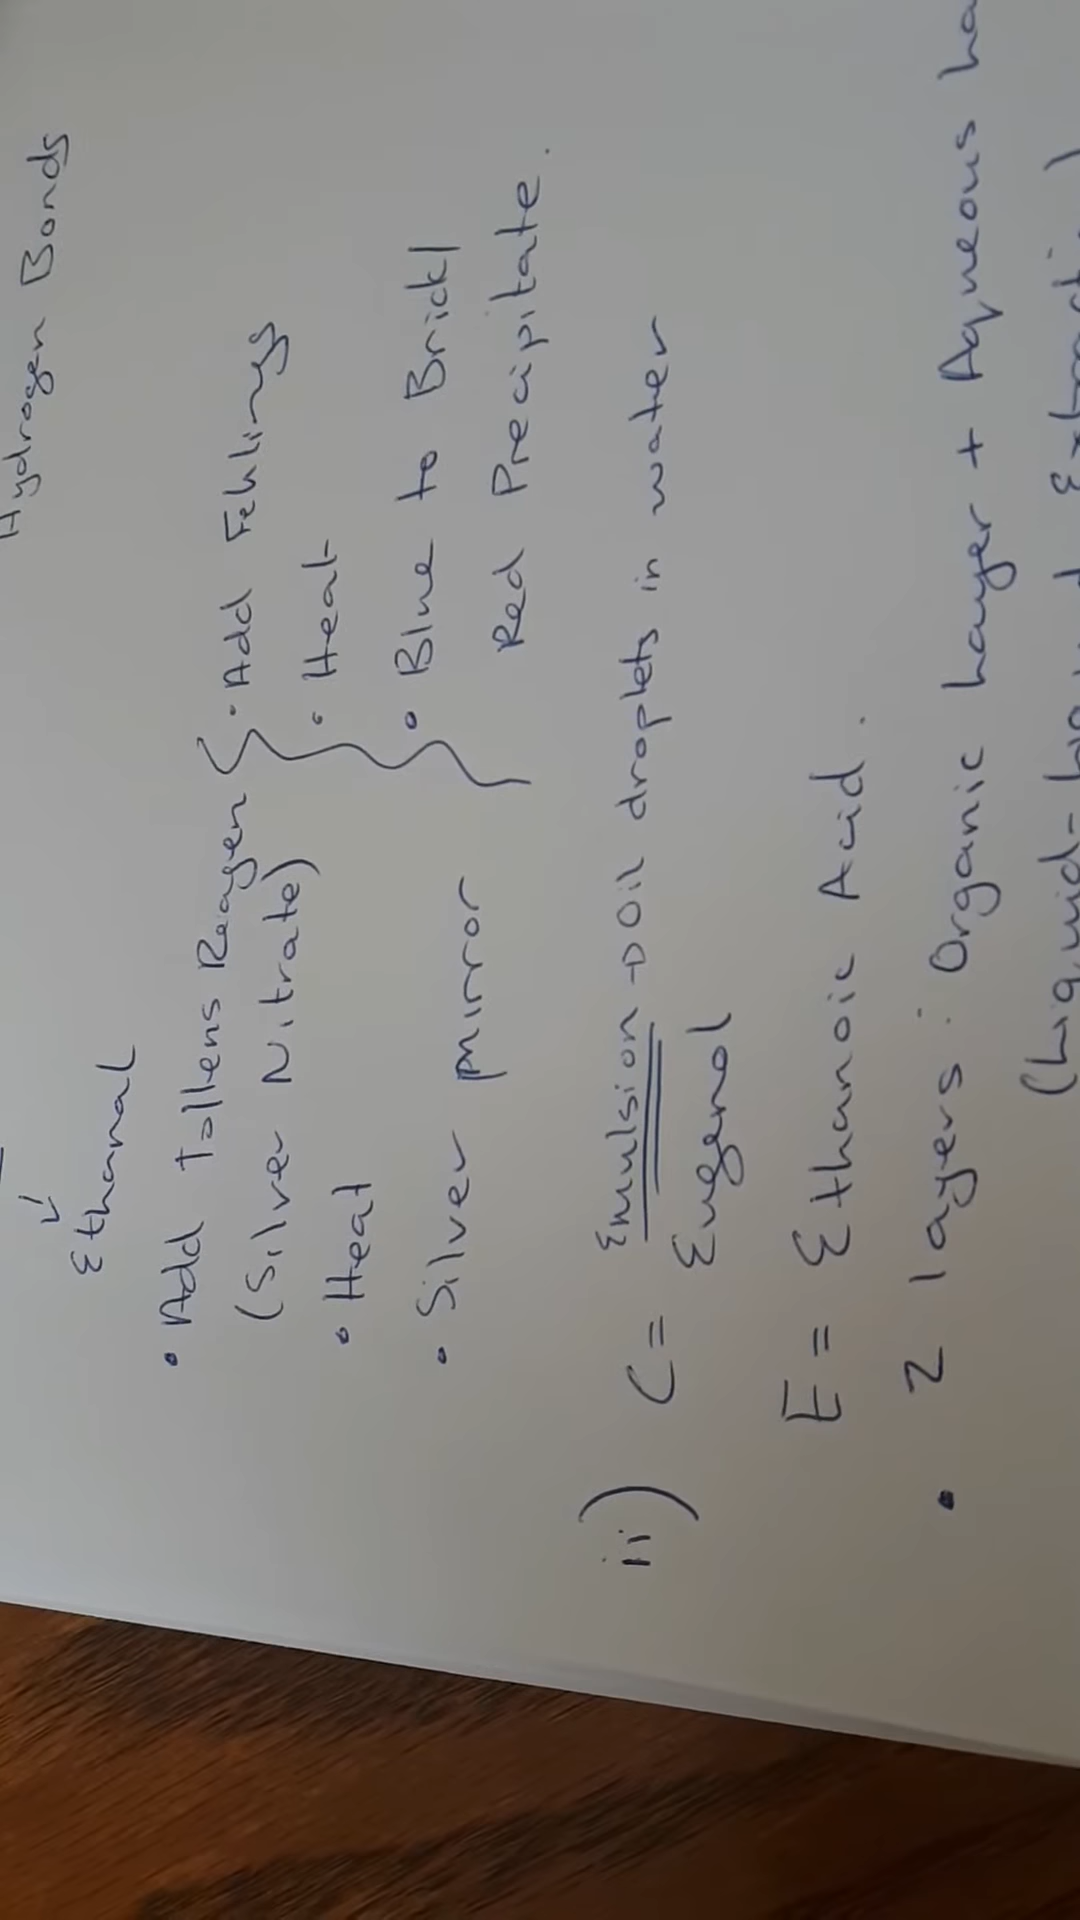 Hydrogen Bonds
Ethanal
• Add Tollens Reagen
(Silver Nitrate)
• Heat
• Silver mirror
• Add Fehlings
• Heat
• Blue to Brick
Red Precipitate.
ii) C = Emulsion → Oil droplets in water
Eugenol
E = Ethanoic Acid.
• 2 layers: Organic Layer + Aqueous La
(Liquid-